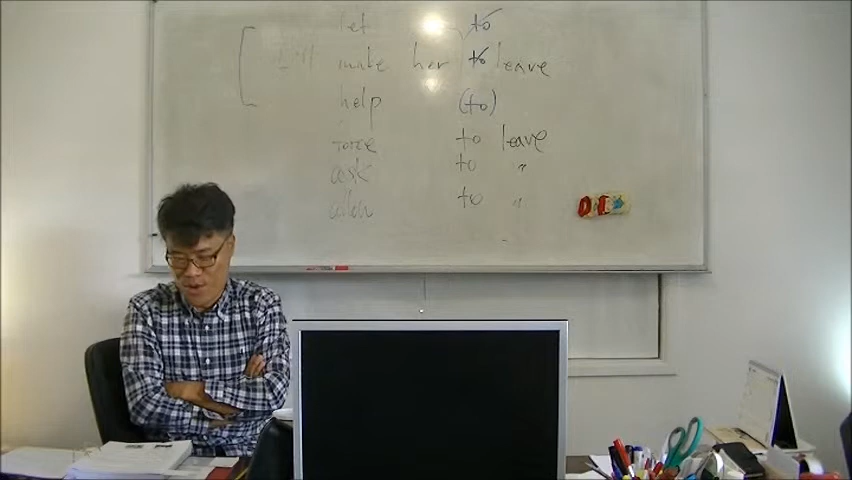 let to
I'll make her to leave
help (to)
force to leave
ask to "
allow to "